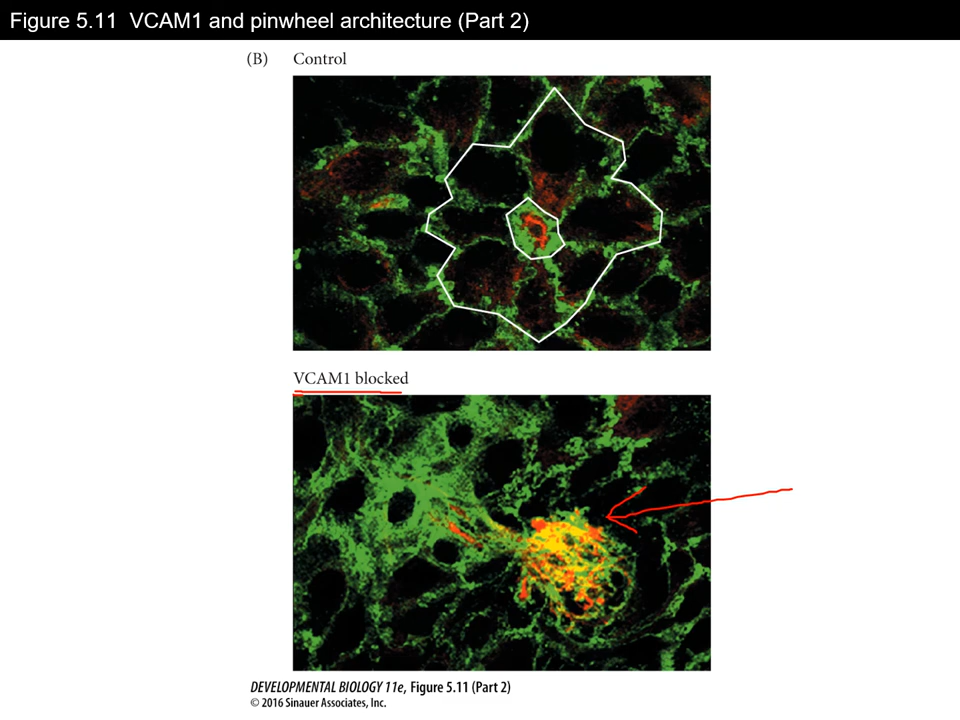 Figure 5.11 VCAM1 and pinwheel architecture (Part 2)
(B) Control
VCAM1 blocked
DEVELOPMENTAL BIOLOGY 11e, Figure 5.11 (Part 2)
© 2016 Sinauer Associates, Inc.